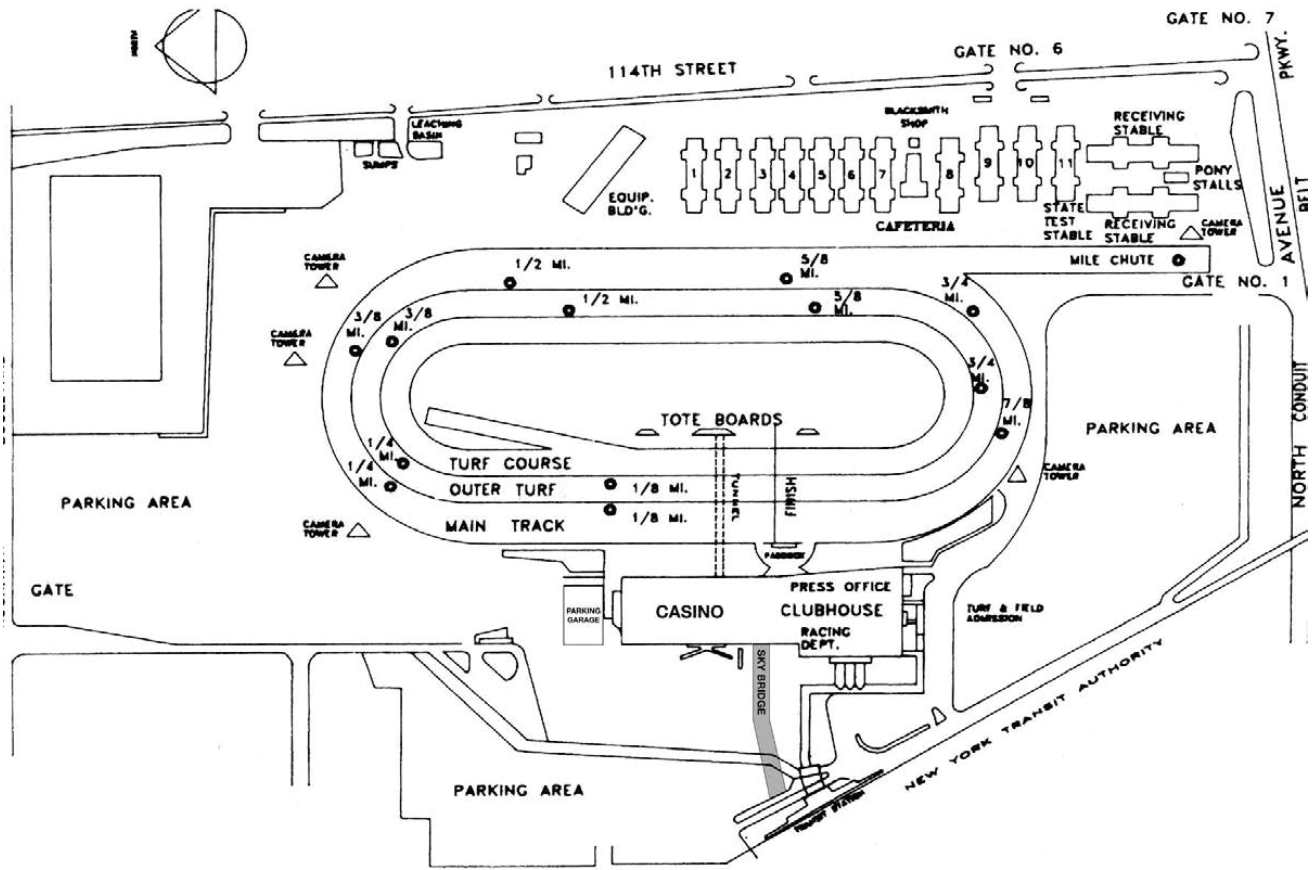 GATE NO. 7
GATE NO. 6
PKWY.
114TH STREET
NORTH
BLACKSMITH
SHOP
LEACHING
BASIN
RECEIVING
STABLE
SUMPS
1
2
3
4
5
6
7
8
9
10
11
PONY
STALLS
EQUIP.
BLD'G.
CAFETERIA
STATE
TEST
STABLE
RECEIVING
STABLE
CAMERA
TOWER
AVENUE
BELT
CAMERA
TOWER
1/2 MI.
5/8
MI.
MILE CHUTE
3/4
MI.
GATE NO. 1
1/2 MI.
5/8
MI.
3/8
MI.
3/8
MI.
CAMERA
TOWER
3/4
MI.
7/8
MI.
NORTH CONDUIT
TOTE BOARDS
PARKING AREA
1/4
MI.
1/4
MI.
TURF COURSE
OUTER TURF
MAIN TRACK
1/8 MI.
1/8 MI.
TUNNEL
FINISH
CAMERA
TOWER
PARKING AREA
CAMERA
TOWER
PADDOCK
GATE
PARKING
GARAGE
CASINO
PRESS OFFICE
CLUBHOUSE
RACING
DEPT.
TURF & FIELD
ADMISSION
SKY BRIDGE
NEW YORK TRANSIT AUTHORITY
PARKING AREA
TRANSIT STATION